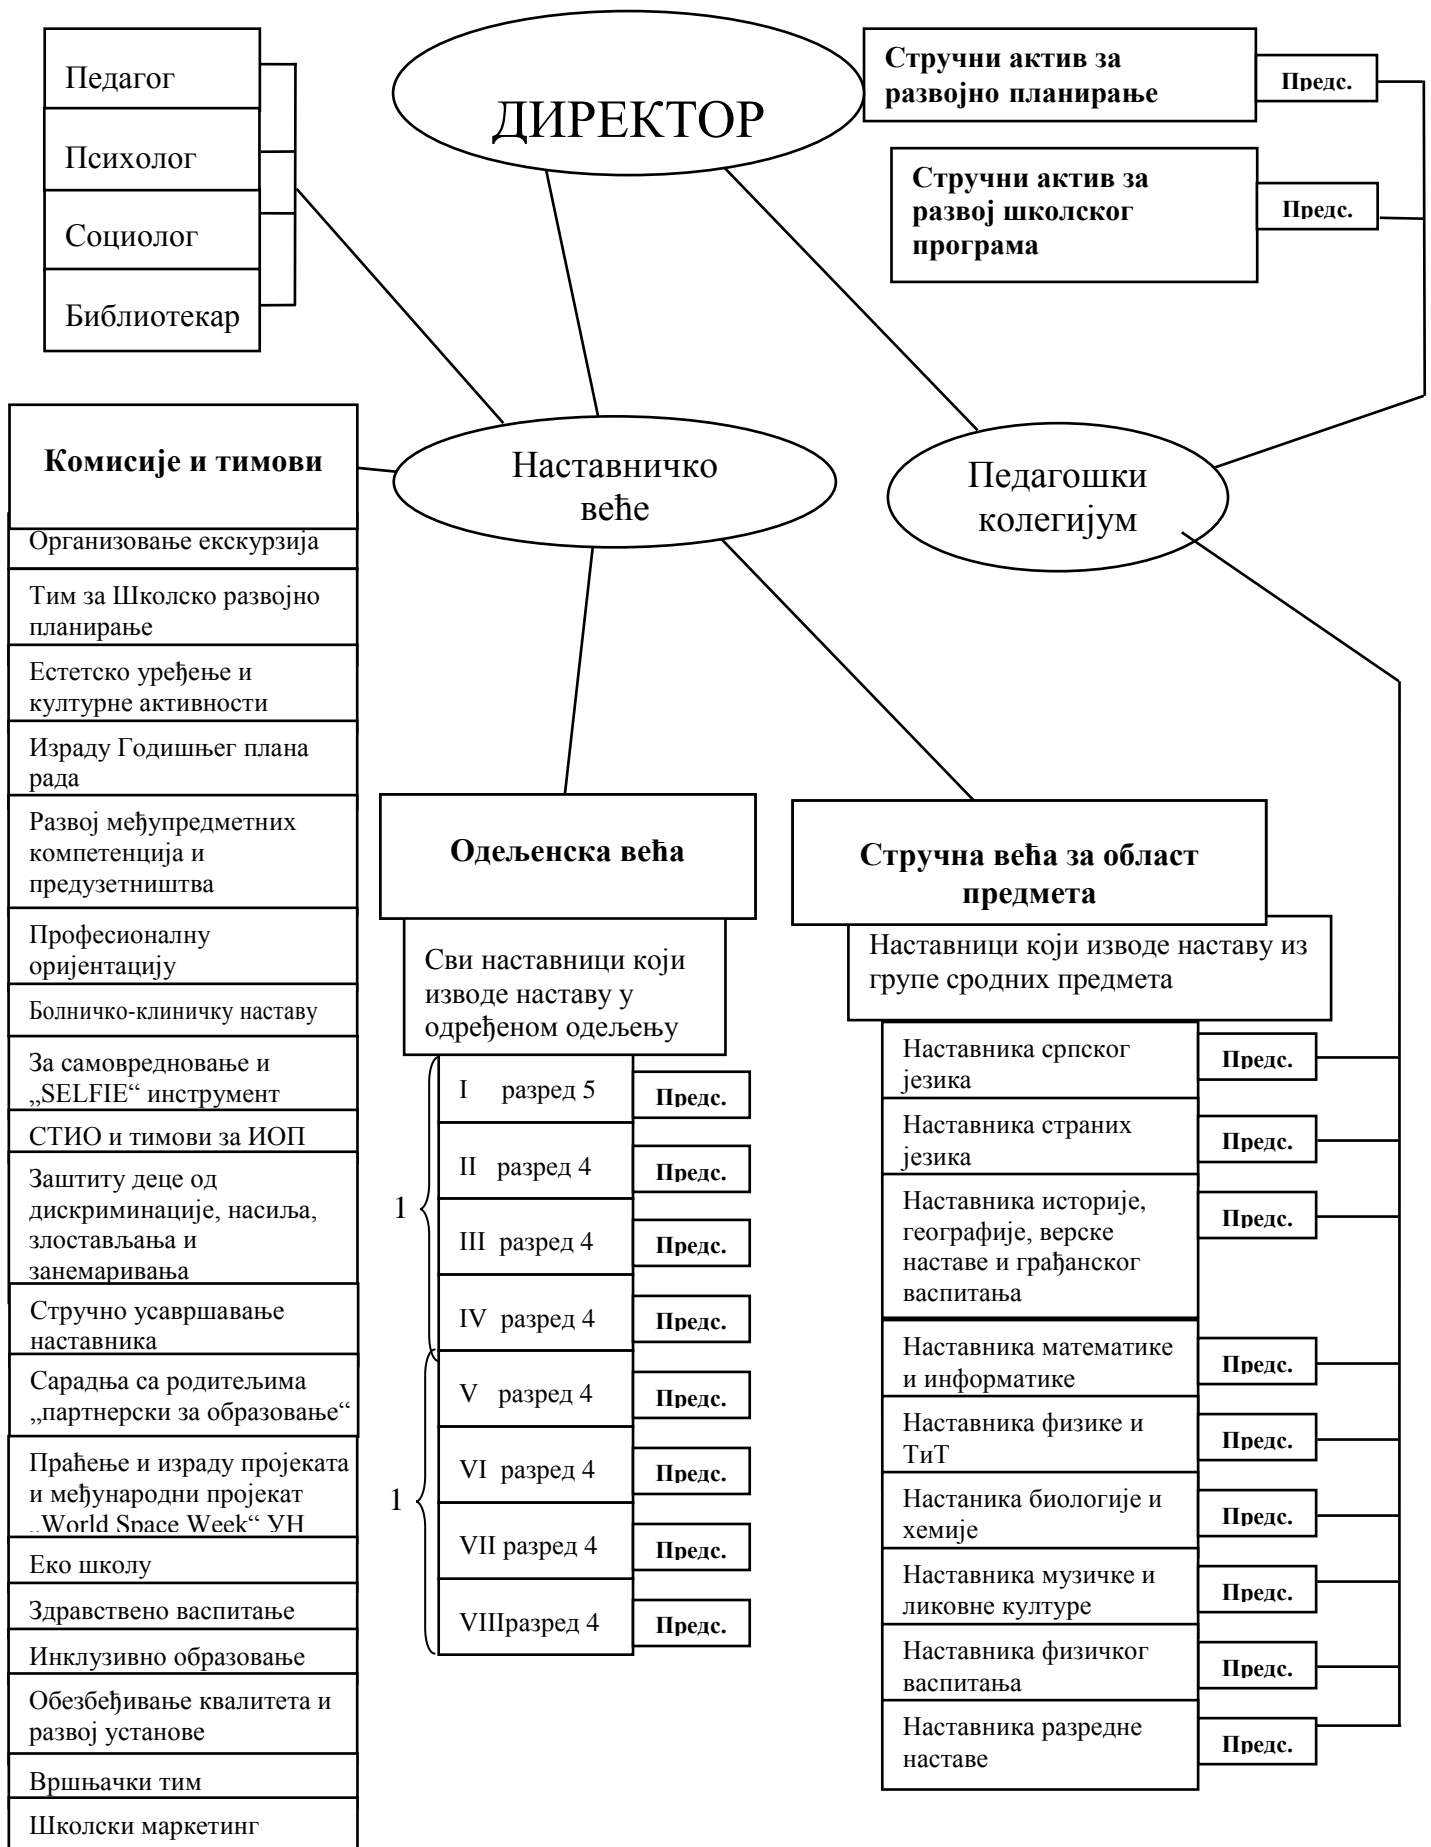 Педагог
Психолог
Социолог
Библиотекар
ДИРЕКТОР
Стручни актив за
развојно планирање
Предс.
Стручни актив за
развој школског
програма
Предс.
Комисије и тимови
Организовање екскурзија
Тим за Школско развојно
планирање
Естетско уређење и
културне активности
Израду Годишњег плана
рада
Развој међупредметних
компетенција и
предузетништва
Професионалну
оријентацију
Болничко-клиничку наставу
За самовредновање и
„SELFIE“ инструмент
СТИО и тимови за ИОП
Заштиту деце од
дискриминације, насиља,
злостављања и
занемаривања
Стручно усавршавање
наставника
Сарадња са родитељима
„партнерски за образовање“
Праћење и израду пројеката
и међународни пројекат
„World Space Week“ УН
Еко школу
Здравствено васпитање
Инклузивно образовање
Обезбеђивање квалитета и
развој установе
Вршњачки тим
Школски маркетинг
Наставничко
веће
Педагошки
колегијум
Одељенска већа
Сви наставници који
изводе наставу у
одређеном одељењу
1
I разред 5
Предс.
II разред 4
Предс.
III разред 4
Предс.
IV разред 4
Предс.
1
V разред 4
Предс.
VI разред 4
Предс.
VII разред 4
Предс.
VIIIразред 4
Предс.
Стручна већа за област
предмета
Наставници који изводе наставу из
групе сродних предмета
Наставника српског
језика
Предс.
Наставника страних
језика
Предс.
Наставника историје,
географије, верске
наставе и грађанског
васпитања
Предс.
Наставника математике
и информатике
Предс.
Наставника физике и
ТиТ
Предс.
Настаника биологије и
хемије
Предс.
Наставника музичке и
ликовне културе
Предс.
Наставника физичког
васпитања
Предс.
Наставника разредне
наставе
Предс.